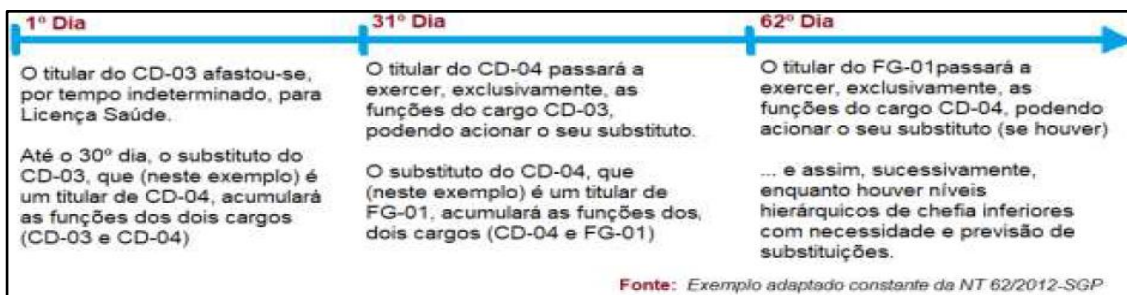 1º Dia
31º Dia
62º Dia
O titular do CD-03 afastou-se,
por tempo indeterminado, para
Licença Saúde.
Até o 30º dia, o substituto do
CD-03, que (neste exemplo) é
um titular de CD-04, acumulará
as funções dos dois cargos
(CD-03 e CD-04)
O titular do CD-04 passará a
exercer, exclusivamente, as
funções do cargo CD-03,
podendo acionar o seu substituto.
O substituto do CD-04, que
(neste exemplo) é um titular de
FG-01, acumulará as funções dos,
dois cargos (CD-04 e FG-01)
O titular do FG-01passará a
exercer, exclusivamente, as
funções do cargo CD-04, podendo
acionar o seu substituto (se houver)
... e assim, sucessivamente,
enquanto houver níveis
hierárquicos de chefia inferiores
com necessidade e previsão de
substituições.
Fonte: Exemplo adaptado constante da NT 62/2012-SGP